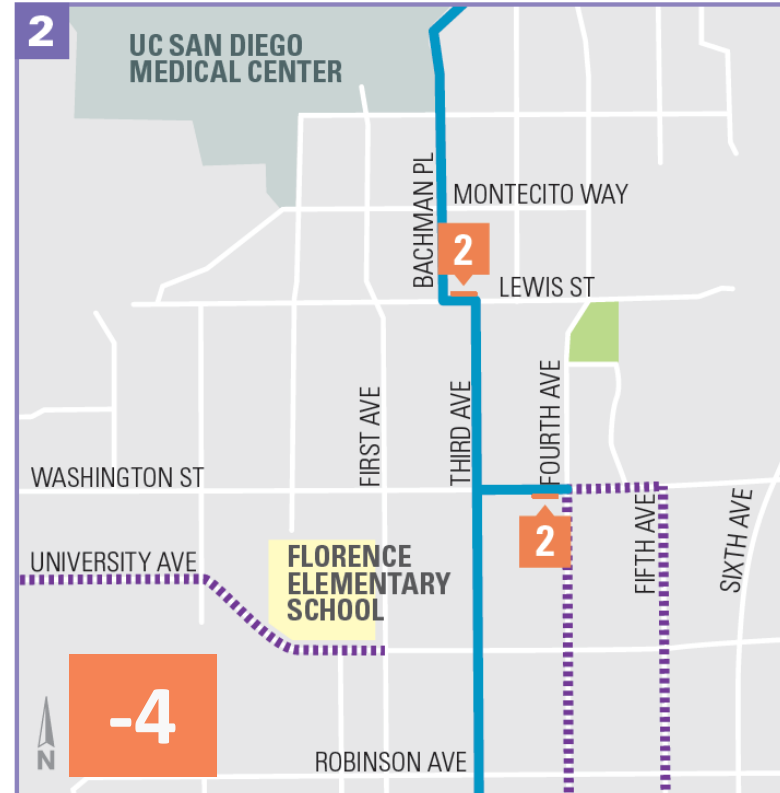 2
UC SAN DIEGO
MEDICAL CENTER
BACHMAN PL
MONTECITO WAY
2
LEWIS ST
FIRST AVE
THIRD AVE
FOURTH AVE
WASHINGTON ST
2
FIFTH AVE
SIXTH AVE
UNIVERSITY AVE
FLORENCE
ELEMENTARY
SCHOOL
-4
N
ROBINSON AVE